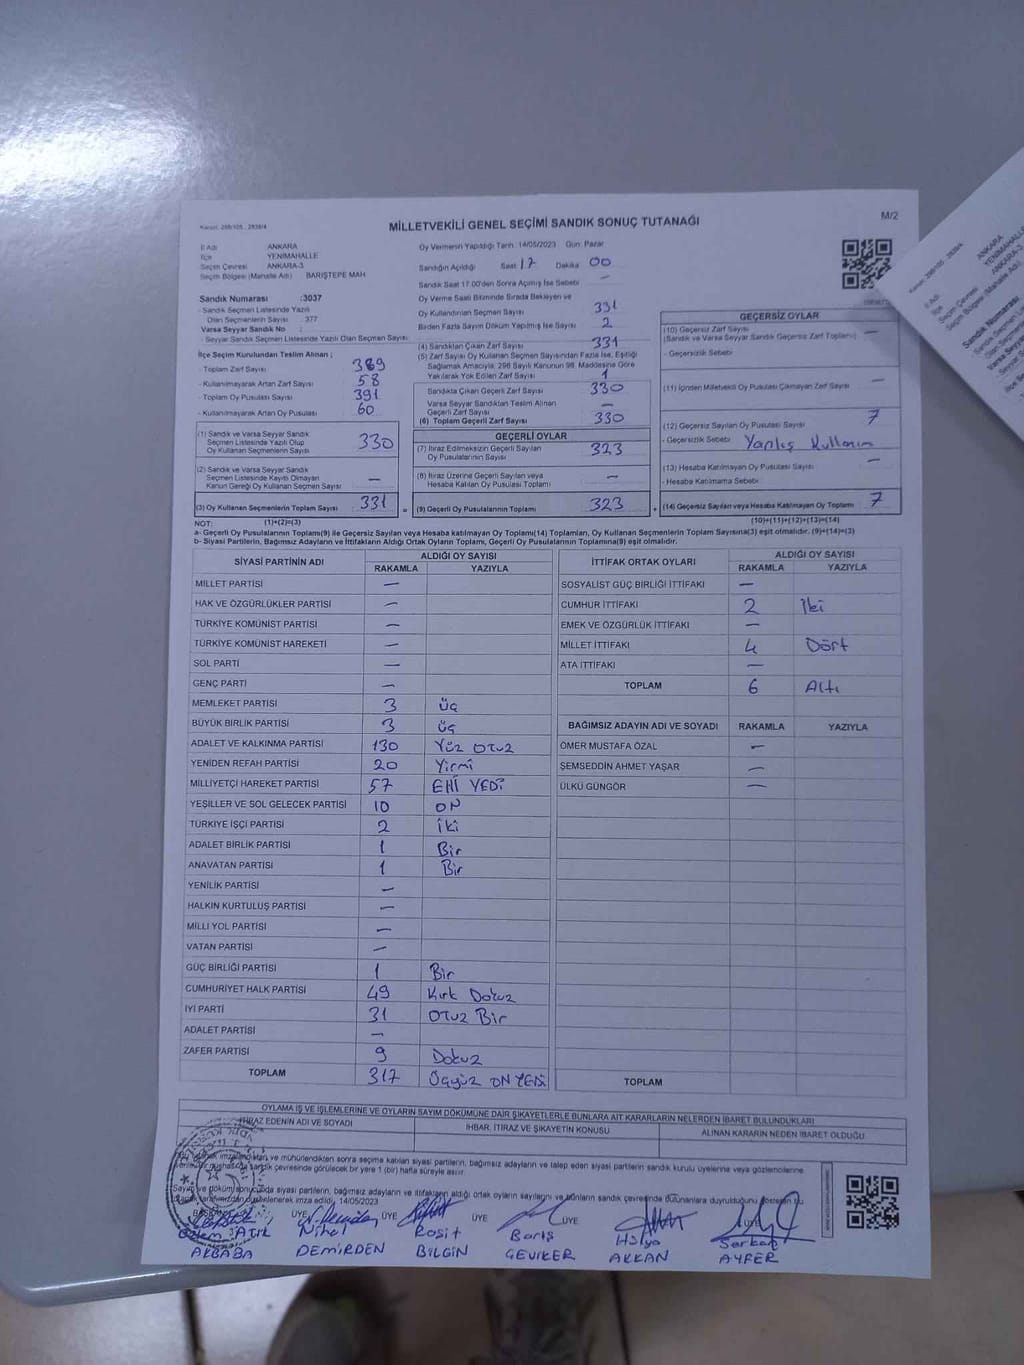 Karar: 298/105 . 2838/4
MİLLETVEKİLİ GENEL SEÇİMİ SANDIK SONUÇ TUTANAĞI
M/2
İl Adı ANKARA
İlçe YENİMAHALLE
Seçim Çevresi ANKARA-3
Seçim Bölgesi (Mahalle Adı) BARIŞTEPE MAH
Sandık Numarası :3037
- Sandık Seçmen Listesinde Yazılı
Olan Seçmenlerin Sayısı : 377
Varsa Seyyar Sandık No :
- Seyyar Sandık Seçmen Listesinde Yazılı Olan Seçmen Sayısı
İlçe Seçim Kurulundan Teslim Alınan ;
- Toplam Zarf Sayısı 389
- Kullanılmayarak Artan Zarf Sayısı 58
- Toplam Oy Pusulası Sayısı 391
- Kullanılmayarak Artan Oy Pusulası 60
(1) Sandık ve Varsa Seyyar Sandık
Seçmen Listesinde Yazılı Olup
Oy Kullanan Seçmenlerin Sayısı 330
(2) Sandık ve Varsa Seyyar Sandık
Seçmen Listesinde Kayıtlı Olmayan
Kanun Gereği Oy Kullanan Seçmen Sayısı —
(3) Oy Kullanan Seçmenlerin Toplam Sayısı 331 =
Oy Vermenin Yapıldığı Tarih: 14/05/2023 Gün: Pazar
Sandığın Açıldığı Saat 17 Dakika 00
Sandık Saat 17.00'den Sonra Açılmış İse Sebebi —
Oy Verme Saati Bitiminde Sırada Bekleyen ve
Oy Kullandırılan Seçmen Sayısı 331
Birden Fazla Sayım Döküm Yapılmış İse Sayısı 2
(4) Sandıktan Çıkan Zarf Sayısı 331
(5) Zarf Sayısı Oy Kulanan Seçmen Sayısından Fazla İse, Eşitliği
Sağlamak Amacıyla, 298 Sayılı Kanunun 98. Maddesine Göre
Yakılarak Yok Edilen Zarf Sayısı 1
Sandıkta Çıkan Geçerli Zarf Sayısı 330
Varsa Seyyar Sandıktan Teslim Alınan
Geçerli Zarf Sayısı —
(6) Toplam Geçerli Zarf Sayısı 330
GEÇERLİ OYLAR
(7) İtiraz Edilmeksizin Geçerli Sayılan
Oy Pusulalarının Sayısı 323
(8) İtiraz Üzerine Geçerli Sayılan veya
Hesaba Katılan Oy Pusulası Toplamı —
(9) Geçerli Oy Pusulalarının Toplamı 323 +
GEÇERSİZ OYLAR
(10) Geçersiz Zarf Sayısı
(Sandık ve Varsa Seyyar Sandık Geçersiz Zarf Toplamı) —
- Geçersizlik Sebebi
(11) İçinden Milletvekili Oy Pusulası Çıkmayan Zarf Sayısı —
(12) Geçersiz Sayılan Oy Pusulası Sayısı 7
- Geçersizlik Sebebi Yanlış Kullanım
(13) Hesaba Katılmayan Oy Pusulası Sayısı —
- Hesaba Katılmama Sebebi
(14) Geçersiz Sayılan veya Hesaba Katılmayan Oy Toplamı 7
NOT: (1)+(2)=(3) (10)+(11)+(12)+(13)=(14)
a- Geçerli Oy Pusulalarının Toplamı(9) ile Geçersiz Sayılan veya Hesaba katılmayan Oy Toplamı(14) Toplamları, Oy Kullanan Seçmenlerin Toplam Sayısına(3) eşit olmalıdır. (9)+(14)=(3)
b- Siyasi Partilerin, Bağımsız Adayların ve İttifakların Aldığı Ortak Oyların Toplamı, Geçerli Oy Pusulalarının Toplamına(9) eşit olmalıdır.
SİYASİ PARTİNİN ADI ALDIĞI OY SAYISI
RAKAMLA YAZIYLA
MİLLET PARTİSİ —
HAK VE ÖZGÜRLÜKLER PARTİSİ —
TÜRKİYE KOMÜNİST PARTİSİ —
TÜRKİYE KOMÜNİST HAREKETİ —
SOL PARTİ —
GENÇ PARTİ —
MEMLEKET PARTİSİ 3 üç
BÜYÜK BİRLİK PARTİSİ 3 üç
ADALET VE KALKINMA PARTİSİ 130 Yüz Otuz
YENİDEN REFAH PARTİSİ 20 Yirmi
MİLLİYETÇİ HAREKET PARTİSİ 57 Elli YEDİ
YEŞİLLER VE SOL GELECEK PARTİSİ 10 ON
TÜRKİYE İŞÇİ PARTİSİ 2 İki
ADALET BİRLİK PARTİSİ 1 Bir
ANAVATAN PARTİSİ 1 Bir
YENİLİK PARTİSİ —
HALKIN KURTULUŞ PARTİSİ —
MİLLİ YOL PARTİSİ —
VATAN PARTİSİ —
GÜÇ BİRLİĞİ PARTİSİ 1 Bir
CUMHURİYET HALK PARTİSİ 49 Kırk Dokuz
İYİ PARTİ 31 Otuz Bir
ADALET PARTİSİ —
ZAFER PARTİSİ 9 Dokuz
TOPLAM 317 Üçyüz ON YEDİ
İTTİFAK ORTAK OYLARI ALDIĞI OY SAYISI
RAKAMLA YAZIYLA
SOSYALİST GÜÇ BİRLİĞİ İTTİFAKI —
CUMHUR İTTİFAKI 2 İki
EMEK VE ÖZGÜRLÜK İTTİFAKI —
MİLLET İTTİFAKI 4 Dört
ATA İTTİFAKI —
TOPLAM 6 Altı
BAĞIMSIZ ADAYIN ADI VE SOYADI RAKAMLA YAZIYLA
ÖMER MUSTAFA ÖZAL —
ŞEMSEDDİN AHMET YAŞAR —
ÜLKÜ GÜNGÖR —
TOPLAM
OYLAMA İŞ VE İŞLEMLERİNE VE OYLARIN SAYIM DÖKÜMÜNE DAİR ŞİKAYETLERLE BUNLARA AİT KARARLARIN NELERDEN İBARET BULUNDUKLARI
İTİRAZ EDENİN ADI VE SOYADI
İHBAR, İTİRAZ VE ŞİKAYETİN KONUSU
ALINAN KARARIN NEDEN İBARET OLDUĞU
imzalandıktan ve mühürlendikten sonra seçime katılan siyasi partilerin, bağımsız adayların ve talep eden siyasi partilerin sandık kurulu üyelerine veya gözlemcilerine
sandık çevresinde görülecek bir yere 1 (bir) hafta süreyle asılır.
siyasi partilerin, bağımsız adayların ve ittifakların aldığı ortak oyların sayılarını ve bunların sandık çevresinde bulunanlara duyurulduğunu gösteren
düzenlenerek imza edildi. 14/05/2023
ÜYE ÜYE ÜYE ÜYE
Özlem ATİK AKBABA
Nihal DEMİRDEN
Raşit BİLGİN
Barış GEVİKER
Hülya AKKAN
Serkan AYFER
Karar: 298/105 . 2838/4
ANKARA
YENİMAHALLE
ANKARA-3
İl Adı
İlçe
Seçim Çevresi
Seçim Bölgesi
Sandık Numarası